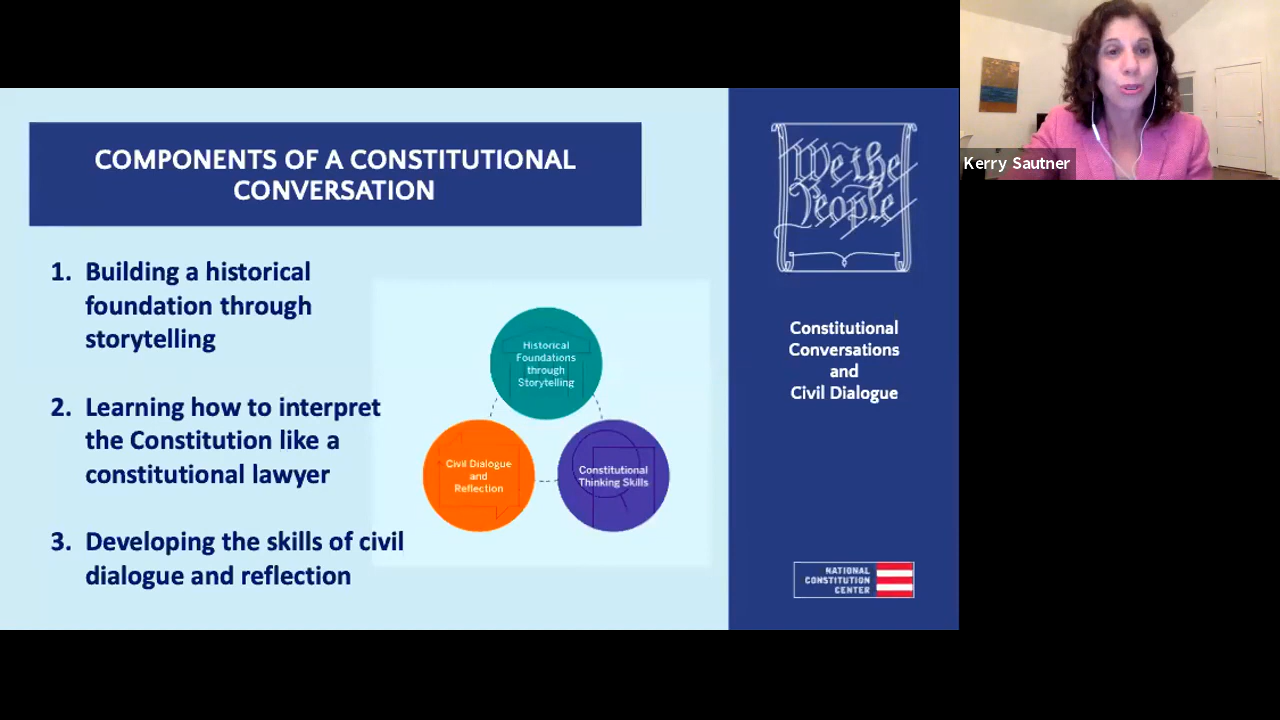 COMPONENTS OF A CONSTITUTIONAL
CONVERSATION
1. Building a historical
foundation through
storytelling
2. Learning how to interpret
the Constitution like a
constitutional lawyer
3. Developing the skills of civil
dialogue and reflection
Historical
Foundations
through
Storytelling
Civil Dialogue
and
Reflection
Constitutional
Thinking Skills
We the
People
Constitutional
Conversations
and
Civil Dialogue
NATIONAL
CONSTITUTION
CENTER
Kerry Sautner